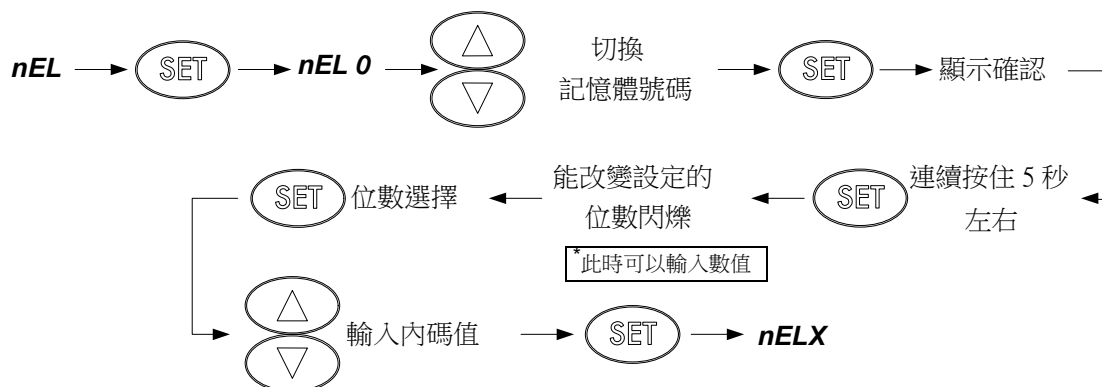 nEL
SET
nEL 0
切換
記憶體號碼
SET
顯示確認
連續按住 5 秒
左右
SET
能改變設定的
位數閃爍
*此時可以輸入數值
SET
位數選擇
輸入內碼值
SET
nELX